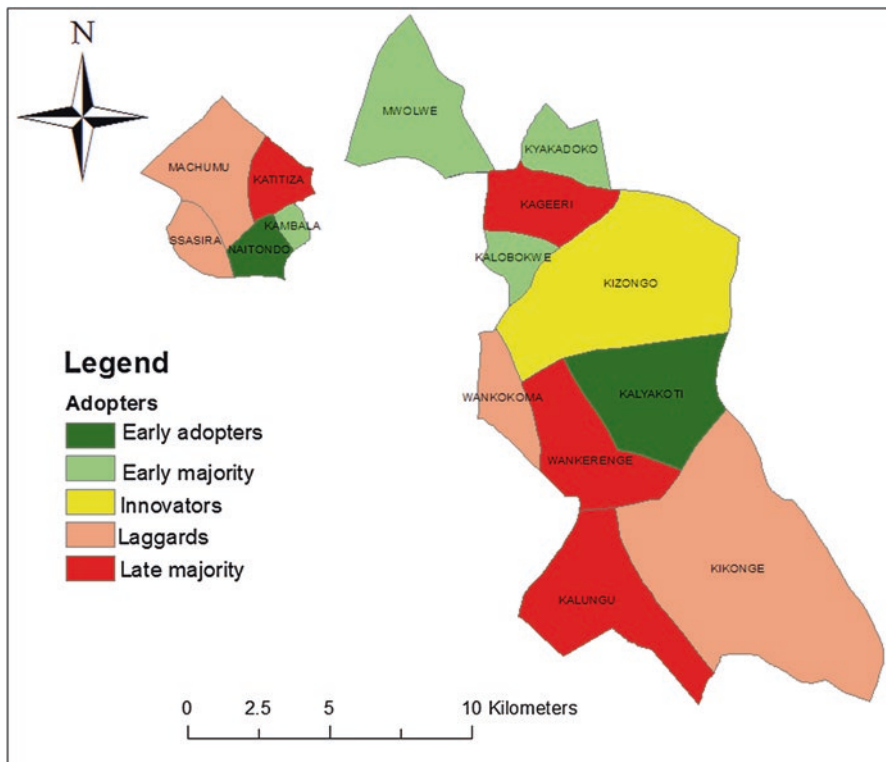 N
MWOLWE
KYAKADOKO
MACHUMU
KATITIZA
KAGEERI
KAMBALA
SSASIRA
NAITONDO
KALOBOKWE
KIZONGO
Legend
Adopters
Early adopters
Early majority
Innovators
Laggards
Late majority
WANKOKOMA
KALYAKOTI
WANKERENGE
KIKONGE
KALUNGU
0 2.5 5 10 Kilometers